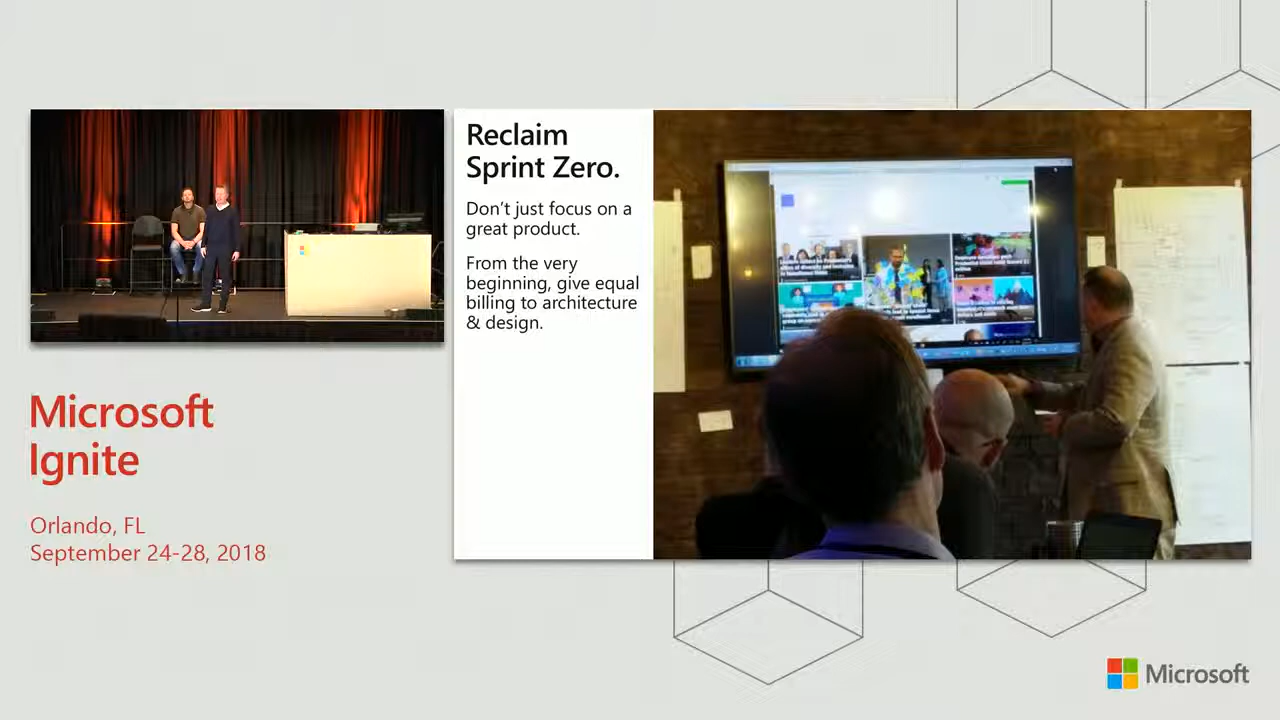 Reclaim
Sprint Zero.
Don't just focus on a
great product.
From the very
beginning, give equal
billing to architecture
& design.
Microsoft
Ignite
Orlando, FL
September 24-28, 2018
Microsoft